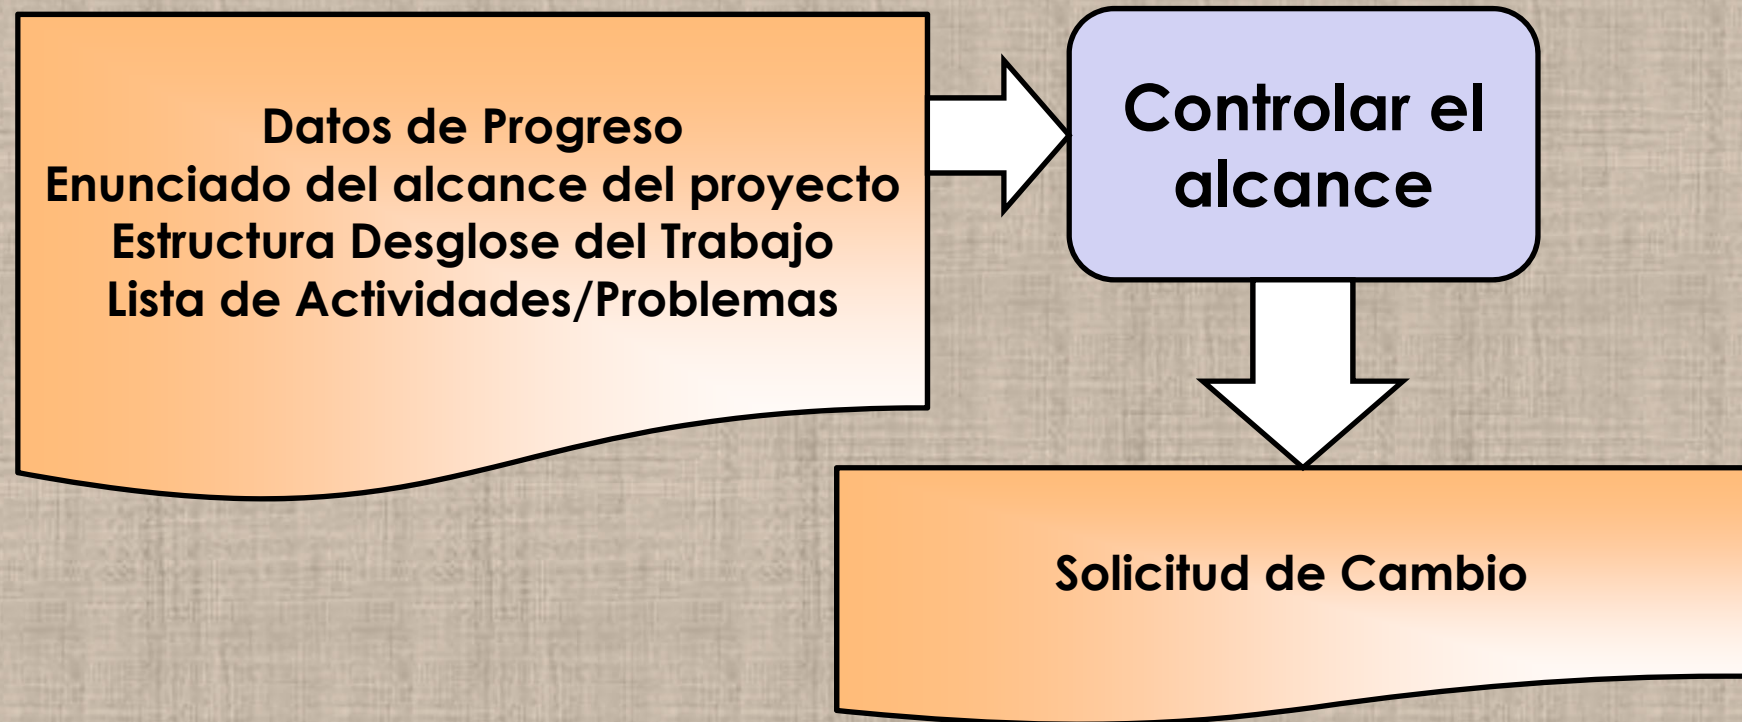 Datos de Progreso
Enunciado del alcance del proyecto
Estructura Desglose del Trabajo
Lista de Actividades/Problemas
Controlar el
alcance
Solicitud de Cambio